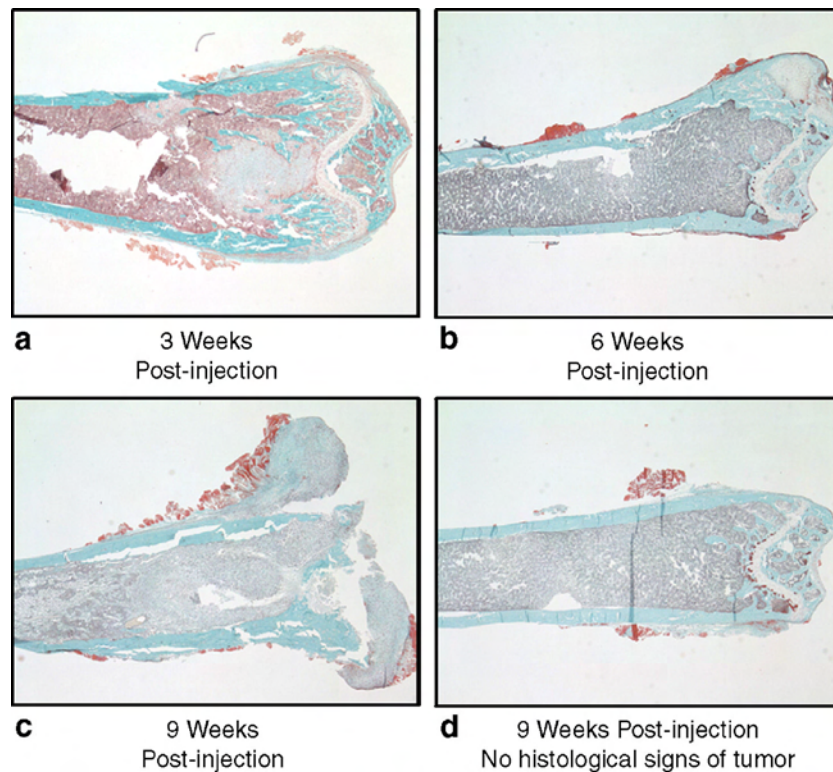 a
3 Weeks
Post-injection
b
6 Weeks
Post-injection
c
9 Weeks
Post-injection
d
9 Weeks Post-injection
No histological signs of tumor